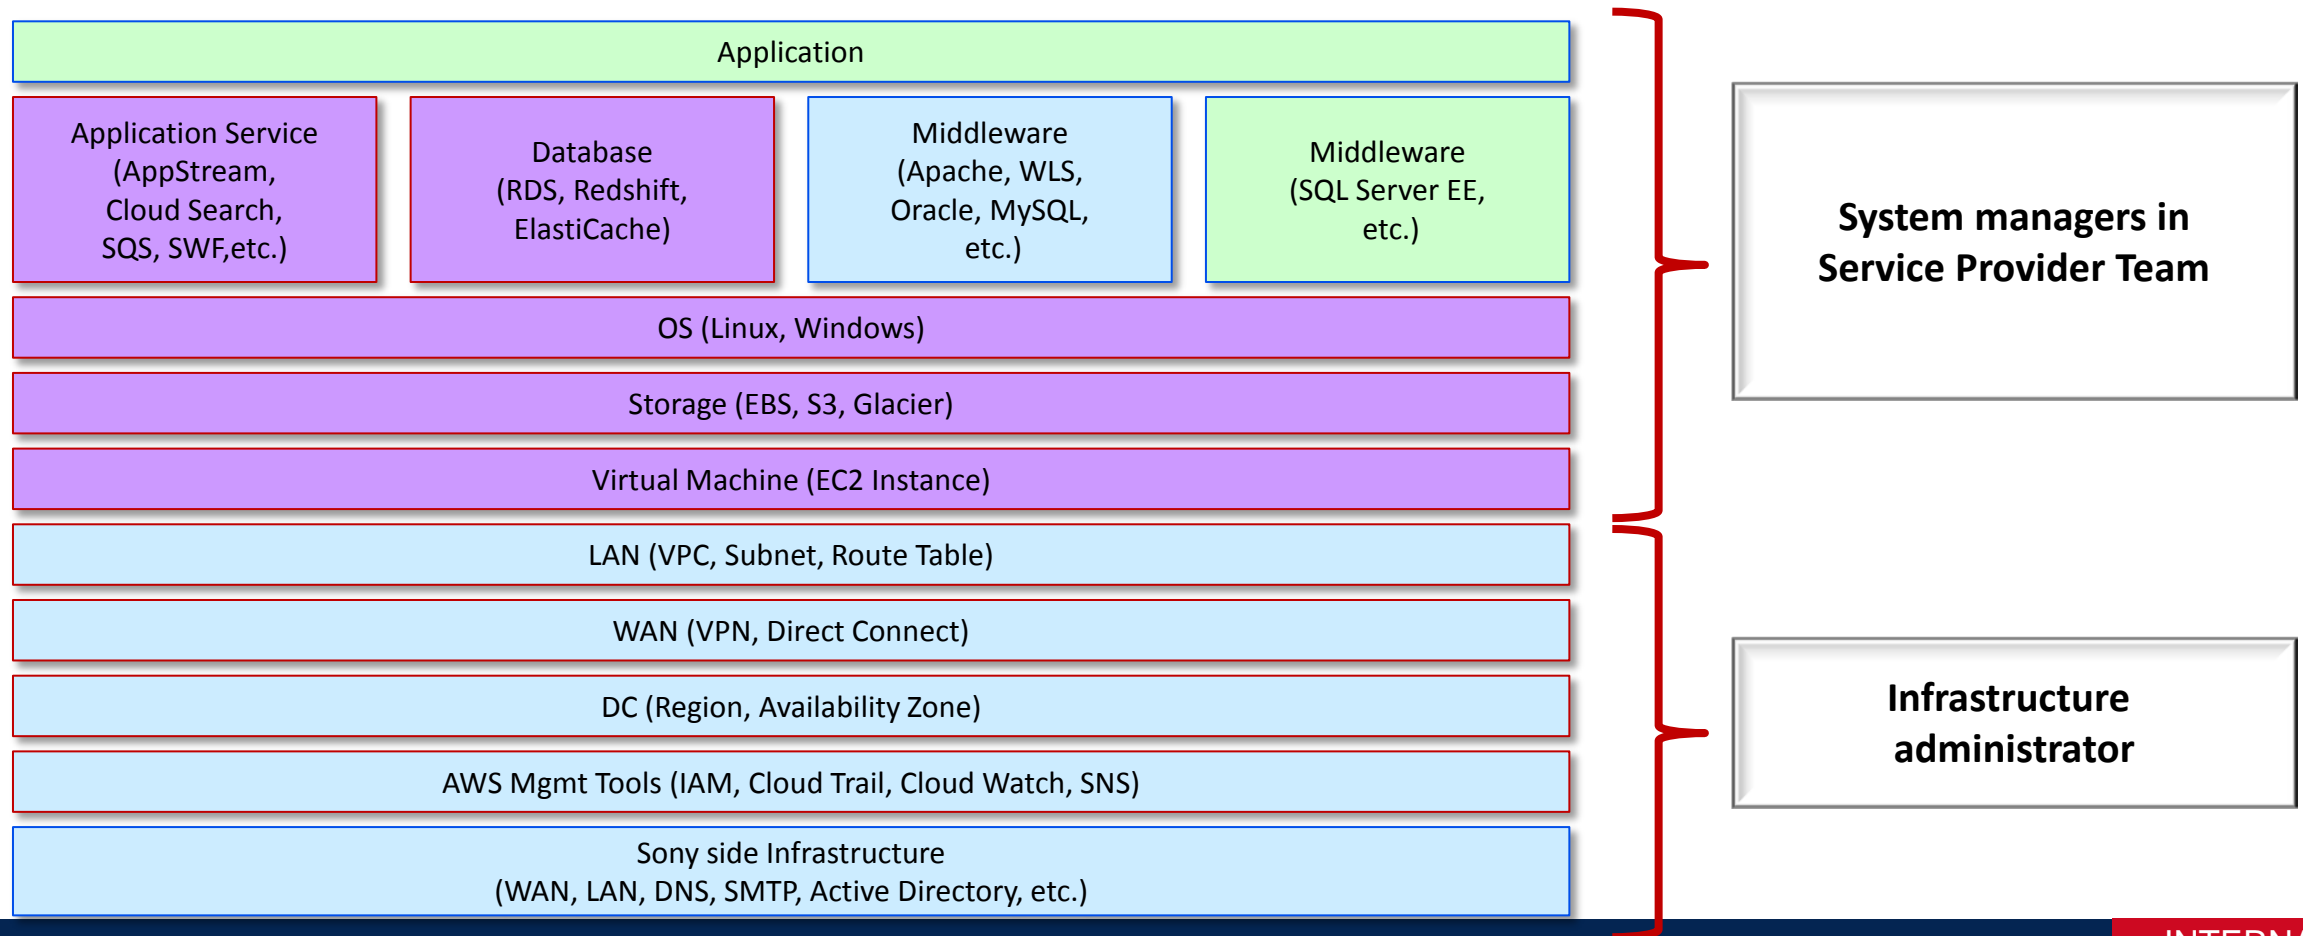 Application
Application Service
(AppStream,
Cloud Search,
SQS, SWF,etc.)
Database
(RDS, Redshift,
ElastiCache)
Middleware
(Apache, WLS,
Oracle, MySQL,
etc.)
Middleware
(SQL Server EE,
etc.)
OS (Linux, Windows)
Storage (EBS, S3, Glacier)
Virtual Machine (EC2 Instance)
System managers in
Service Provider Team
LAN (VPC, Subnet, Route Table)
WAN (VPN, Direct Connect)
DC (Region, Availability Zone)
AWS Mgmt Tools (IAM, Cloud Trail, Cloud Watch, SNS)
Sony side Infrastructure
(WAN, LAN, DNS, SMTP, Active Directory, etc.)
Infrastructure
administrator